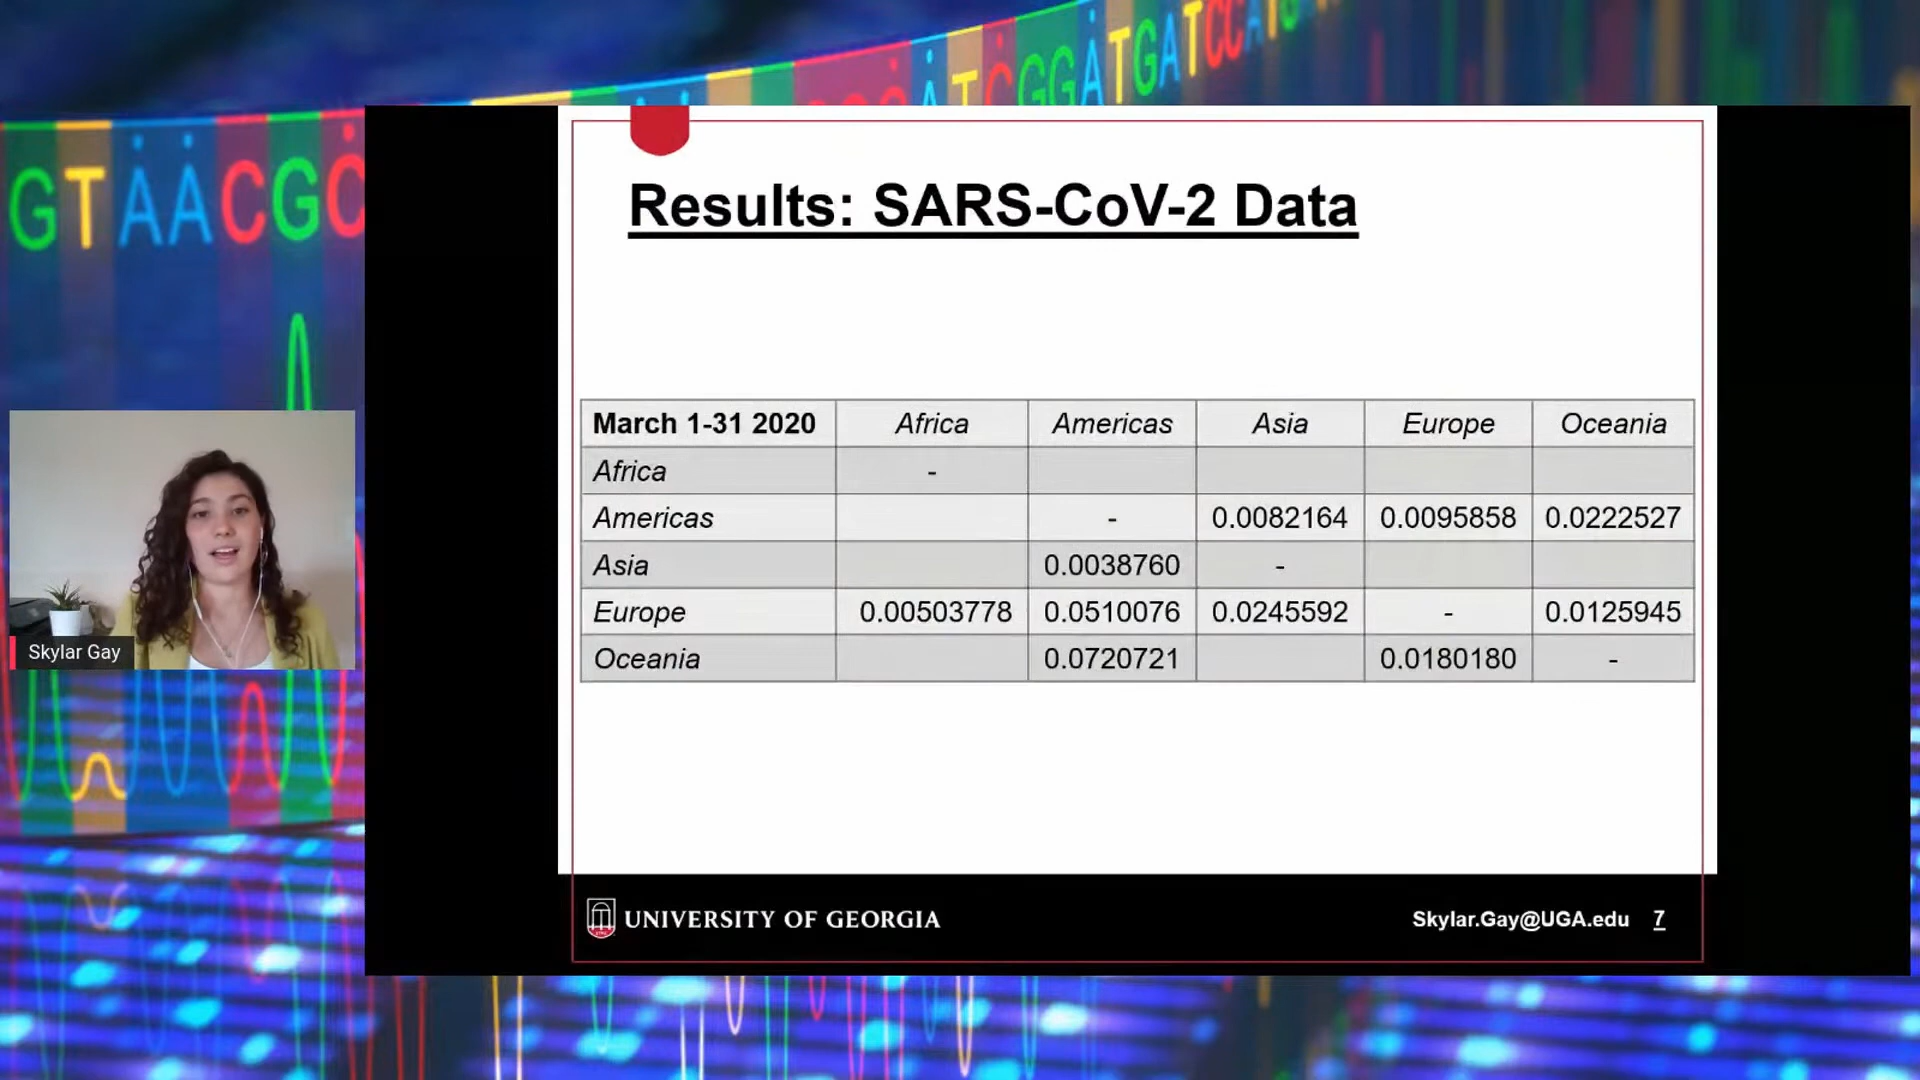 GTAACGC
ATCGGATGATCCATG
Results: SARS-CoV-2 Data
March 1-31 2020 Africa Americas Asia Europe Oceania
Africa -
Americas - 0.0082164 0.0095858 0.0222527
Asia 0.0038760 -
Europe 0.00503778 0.0510076 0.0245592 - 0.0125945
Oceania 0.0720721 0.0180180 -
Skylar Gay
UNIVERSITY OF GEORGIA
Skylar.Gay@UGA.edu 7